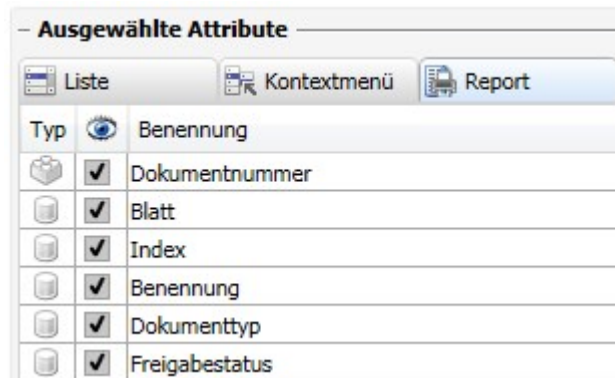 Ausgewählte Attribute
Liste Kontextmenü Report
Typ Benennung
Dokumentnummer
Blatt
Index
Benennung
Dokumenttyp
Freigabestatus